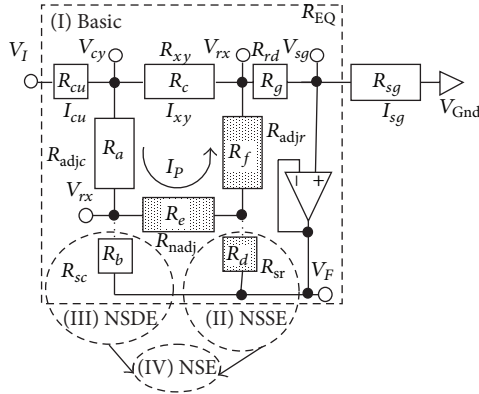 (I) Basic R_EQ
V_I V_cy R_xy V_rx R_rd V_sg
R_cu R_c R_g R_sg
I_cu I_xy I_sg V_Gnd
R_adjc R_a I_P R_f R_adjr − +
V_rx R_e
R_nadj
R_sc R_b R_d R_sr V_F
(III) NSDE (II) NSSE
(IV) NSE